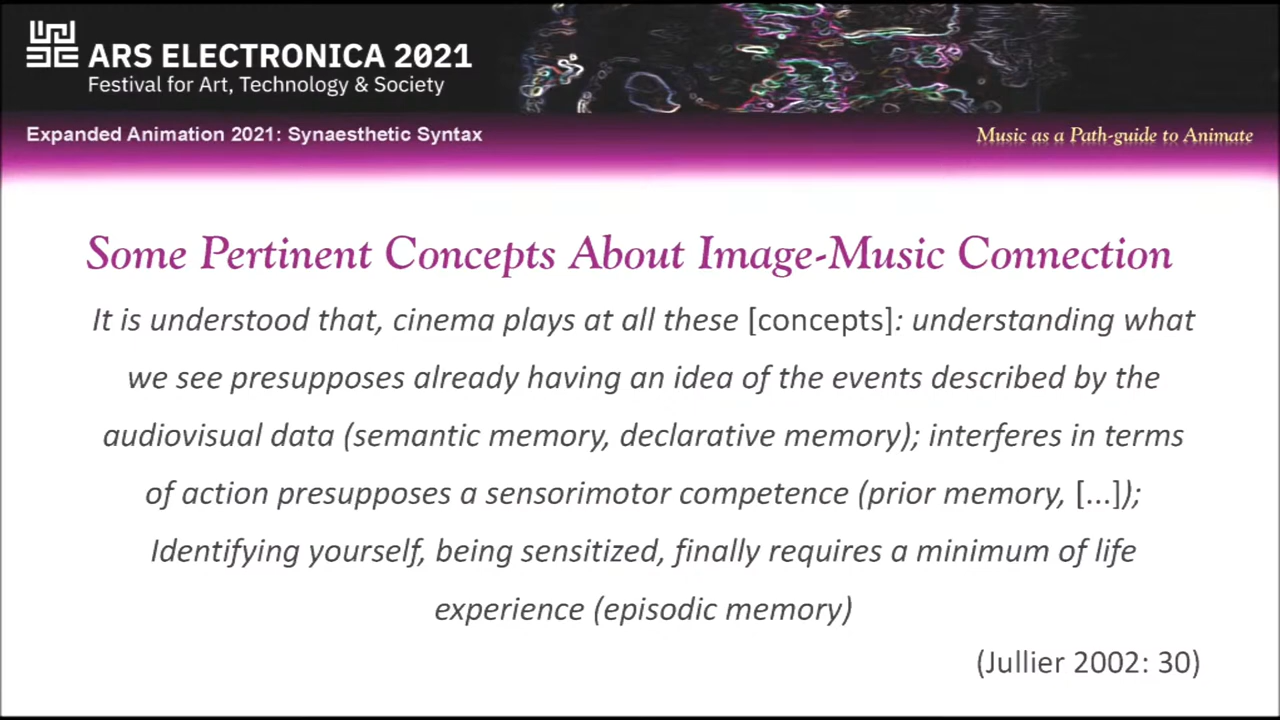 ARS ELECTRONICA 2021
Festival for Art, Technology & Society
Expanded Animation 2021: Synaesthetic Syntax
Music as a Path-guide to Animate
Some Pertinent Concepts About Image-Music Connection
It is understood that, cinema plays at all these [concepts]: understanding what
we see presupposes already having an idea of the events described by the
audiovisual data (semantic memory, declarative memory); interferes in terms
of action presupposes a sensorimotor competence (prior memory, [...]);
Identifying yourself, being sensitized, finally requires a minimum of life
experience (episodic memory)
(Jullier 2002: 30)